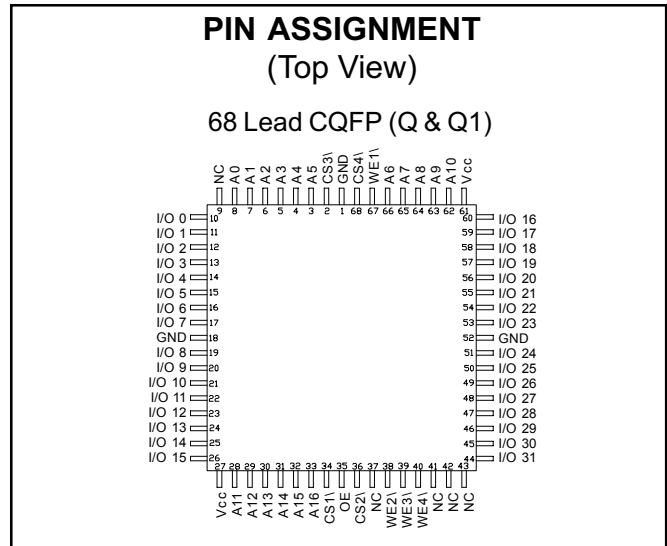 PIN ASSIGNMENT
(Top View)
68 Lead CQFP (Q & Q1)
NC A0 A1 A2 A3 A4 A5 CS3\ GND CS4\ WE1\ A6 A7 A8 A9 A10 Vcc
9 8 7 6 5 4 3 2 1 68 67 66 65 64 63 62 61
I/O 0 10 60 I/O 16
I/O 1 11 59 I/O 17
I/O 2 12 58 I/O 18
I/O 3 13 57 I/O 19
I/O 4 14 56 I/O 20
I/O 5 15 55 I/O 21
I/O 6 16 54 I/O 22
I/O 7 17 53 I/O 23
GND 18 52 GND
I/O 8 19 51 I/O 24
I/O 9 20 50 I/O 25
I/O 10 21 49 I/O 26
I/O 11 22 48 I/O 27
I/O 12 23 47 I/O 28
I/O 13 24 46 I/O 29
I/O 14 25 45 I/O 30
I/O 15 26 44 I/O 31
27 28 29 30 31 32 33 34 35 36 37 38 39 40 41 42 43
Vcc A11 A12 A13 A14 A15 A16 CS1\ OE CS2\ NC WE2\ WE3\ WE4\ NC NC NC